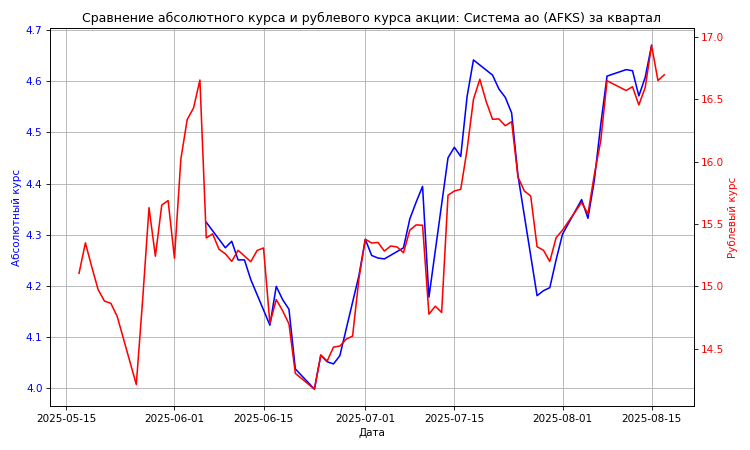 Сравнение абсолютного курса и рублевого курса акции: Система ао (AFKS) за квартал
4.7
4.6
4.5
4.4
4.3
4.2
4.1
4.0
Абсолютный курс
17.0
16.5
16.0
15.5
15.0
14.5
Рублевый курс
2025-05-15 2025-06-01 2025-06-15 2025-07-01 2025-07-15 2025-08-01 2025-08-15
Дата